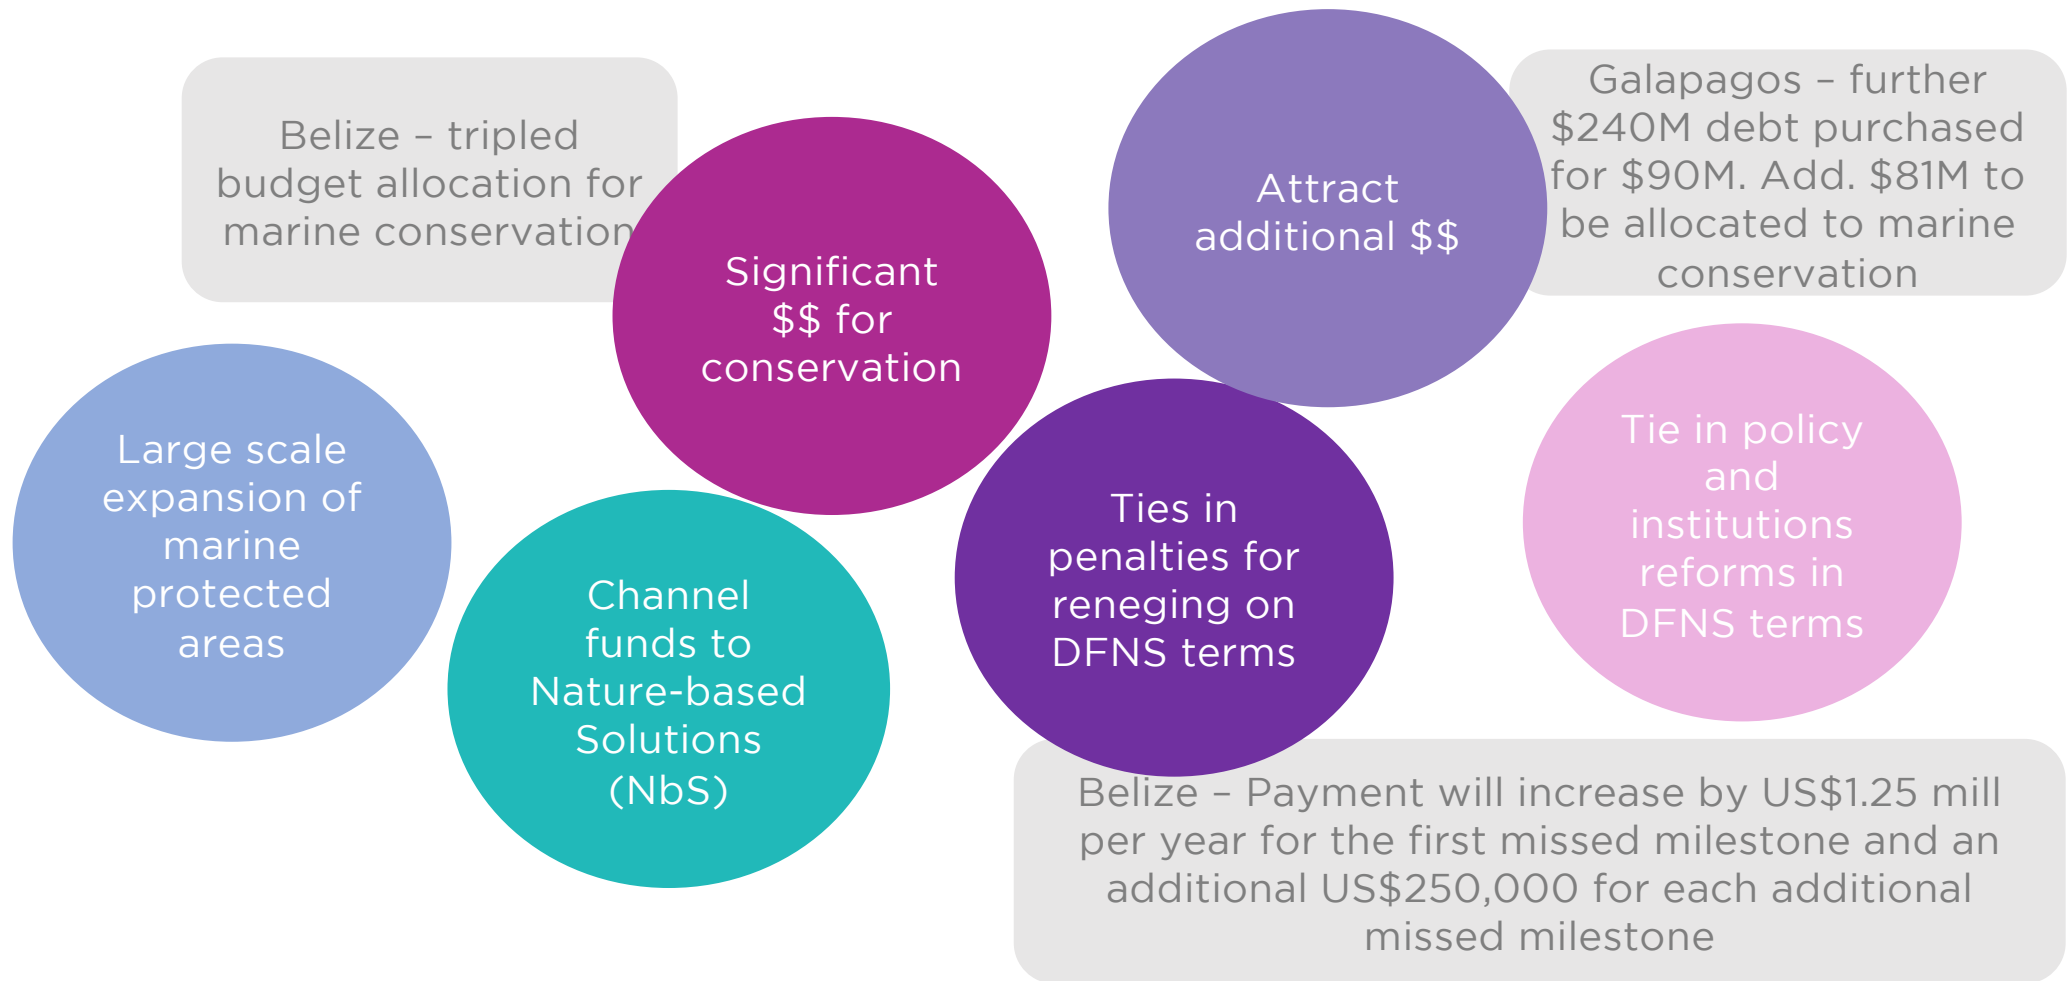 Belize – tripled
budget allocation for
marine conservation
Significant
$$ for
conservation
Attract
additional $$
Galapagos – further
$240M debt purchased
for $90M. Add. $81M to
be allocated to marine
conservation
Large scale
expansion of
marine
protected
areas
Channel
funds to
Nature-based
Solutions
(NbS)
Ties in
penalties for
reneging on
DFNS terms
Tie in policy
and
institutions
reforms in
DFNS terms
Belize – Payment will increase by US$1.25 mill
per year for the first missed milestone and an
additional US$250,000 for each additional
missed milestone